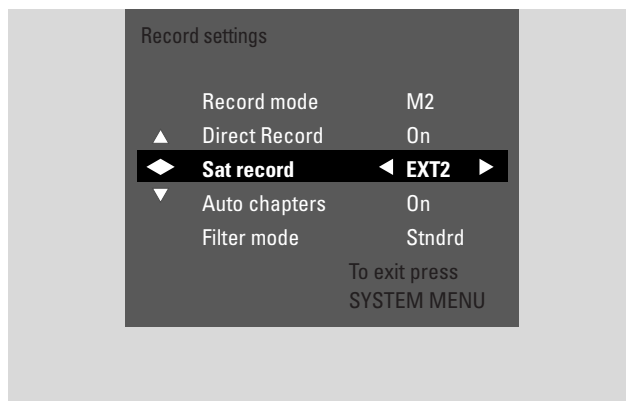 Record settings
Record mode M2
Direct Record On
Sat record EXT2
Auto chapters On
Filter mode Stndrd
To exit press
SYSTEM MENU